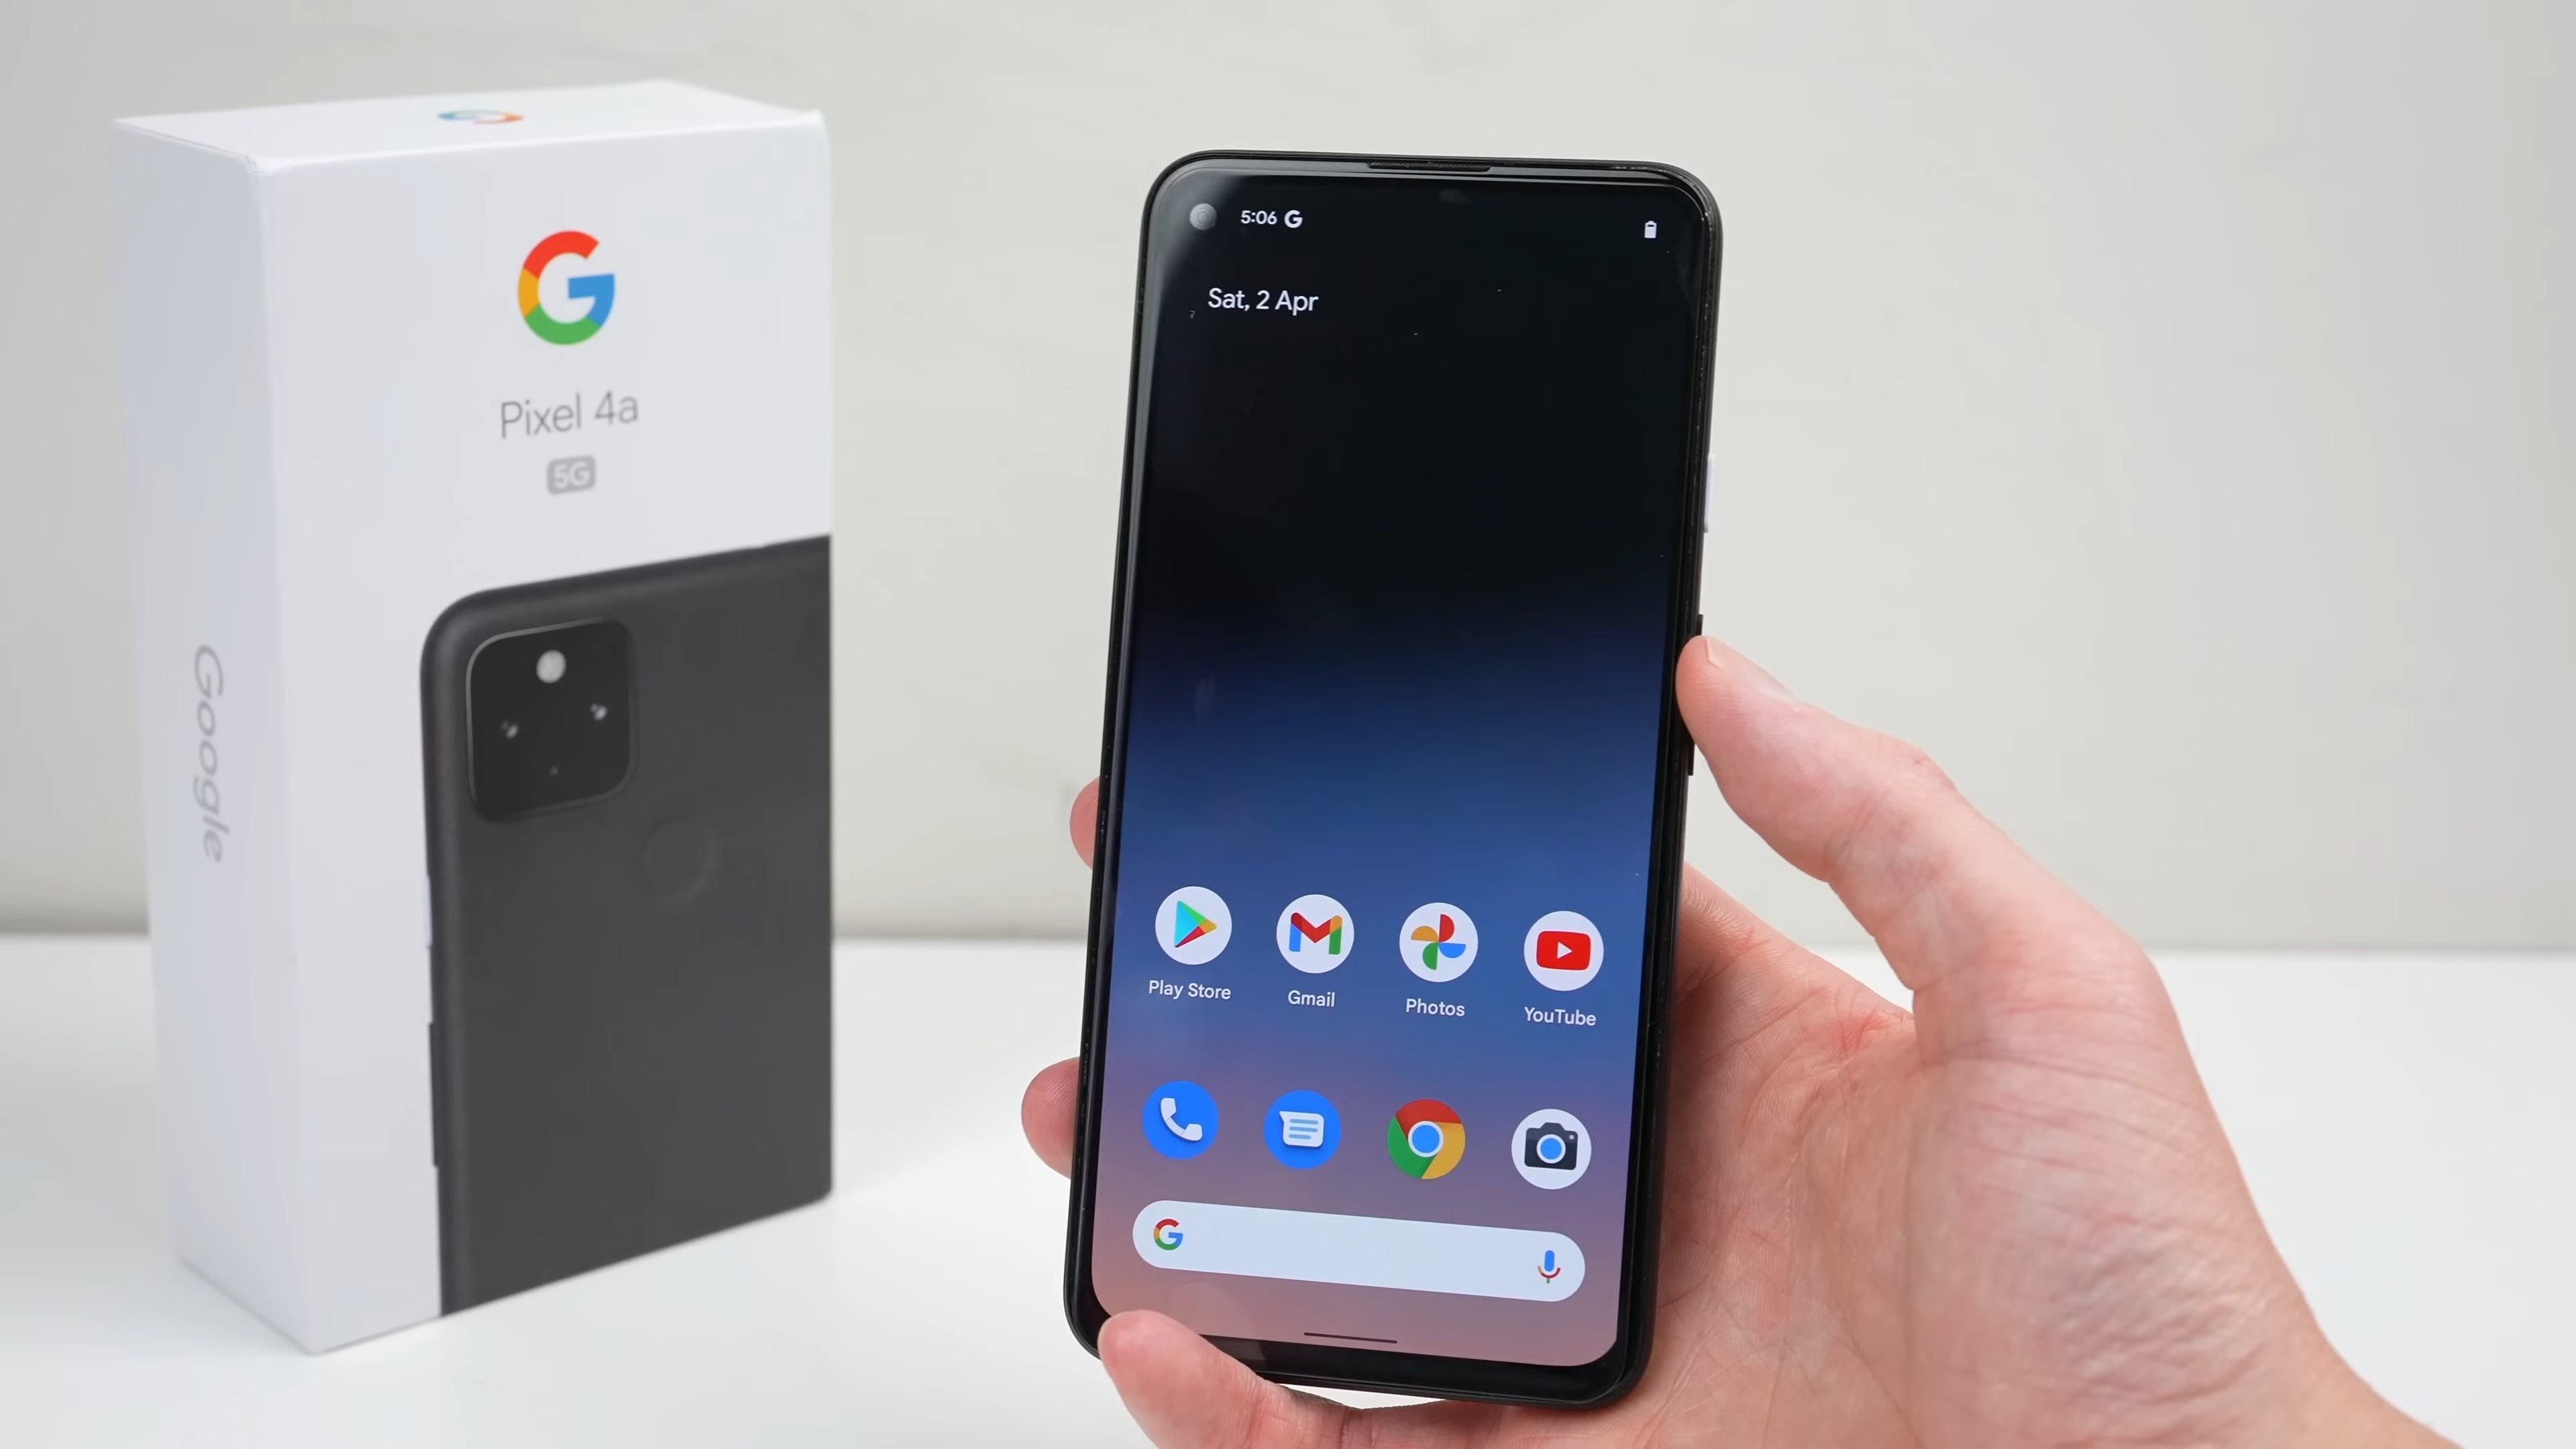 Pixel 4a
5G
Google
5:06
Sat, 2 Apr
Play Store
Gmail
Photos
YouTube